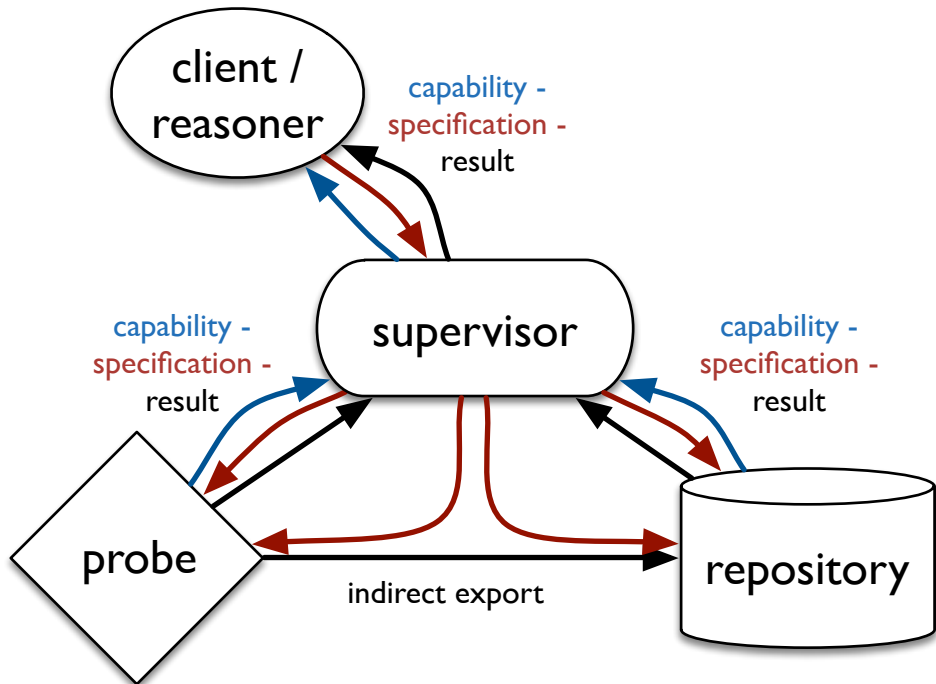 client /
reasoner
capability -
specification -
result
supervisor
capability -
specification -
result
capability -
specification -
result
probe
indirect export
repository